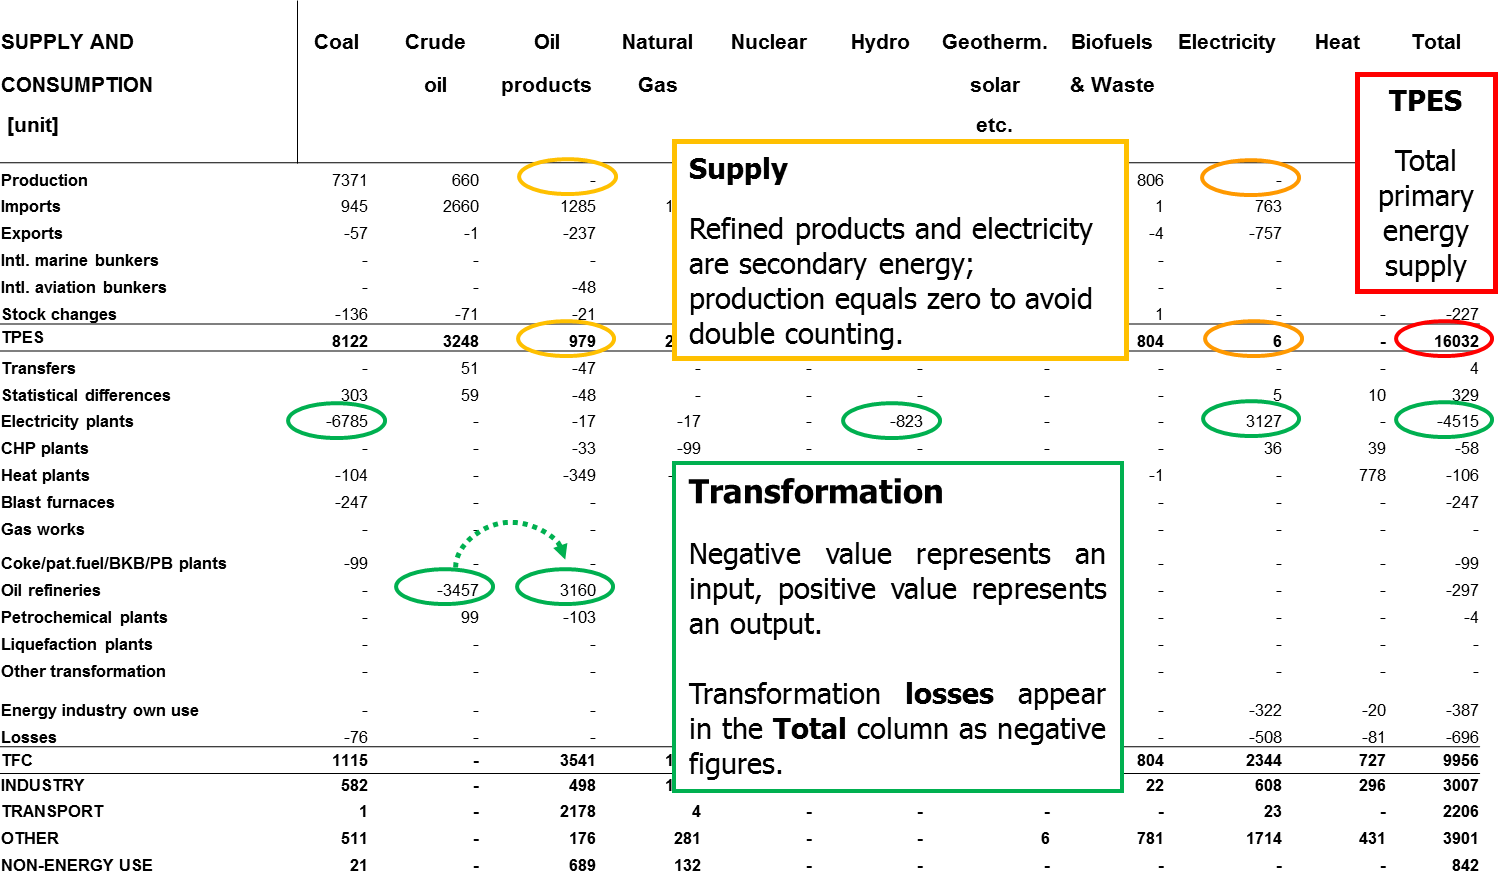 SUPPLY AND Coal Crude Oil Natural Nuclear Hydro Geotherm. Biofuels Electricity Heat Total
CONSUMPTION oil products Gas solar & Waste
[unit] etc.
TPES
Total
primary
energy
supply
Supply
Refined products and electricity
are secondary energy;
production equals zero to avoid
double counting.
Production 7371 660 - 806 -
Imports 945 2660 1285 1 763
Exports -57 -1 -237 -4 -757
Intl. marine bunkers - - - - -
Intl. aviation bunkers - - -48 - -
Stock changes -136 -71 -21 1 - - -227
TPES 8122 3248 979 804 6 - 16032
Transfers - 51 -47 - - - - - - - 4
Statistical differences 303 59 -48 - - - - - 5 10 329
Electricity plants -6785 - -17 -17 - -823 - - 3127 - -4515
CHP plants - - -33 -99 - - - - 36 39 -58
Heat plants -104 - -349 -1 - 778 -106
Blast furnaces -247 - - - - - -247
Gas works - - - - - - -
Coke/pat.fuel/BKB/PB plants -99 - - - - - -99
Oil refineries - -3457 3160 - - - -297
Petrochemical plants - 99 -103 - - - -4
Liquefaction plants - - - - - - -
Other transformation - - - - - - -
Energy industry own use - - - - -322 -20 -387
Losses -76 - - - -508 -81 -696
Transformation
Negative value represents an
input, positive value represents
an output.
Transformation losses appear
in the Total column as negative
figures.
TFC 1115 - 3541 804 2344 727 9956
INDUSTRY 582 - 498 22 608 296 3007
TRANSPORT 1 - 2178 4 - - - - 23 - 2206
OTHER 511 - 176 281 - - 6 781 1714 431 3901
NON-ENERGY USE 21 - 689 132 - - - - - - 842